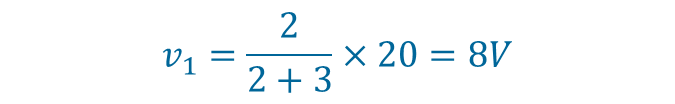 v₁ = 2 / (2 + 3) × 20 = 8V